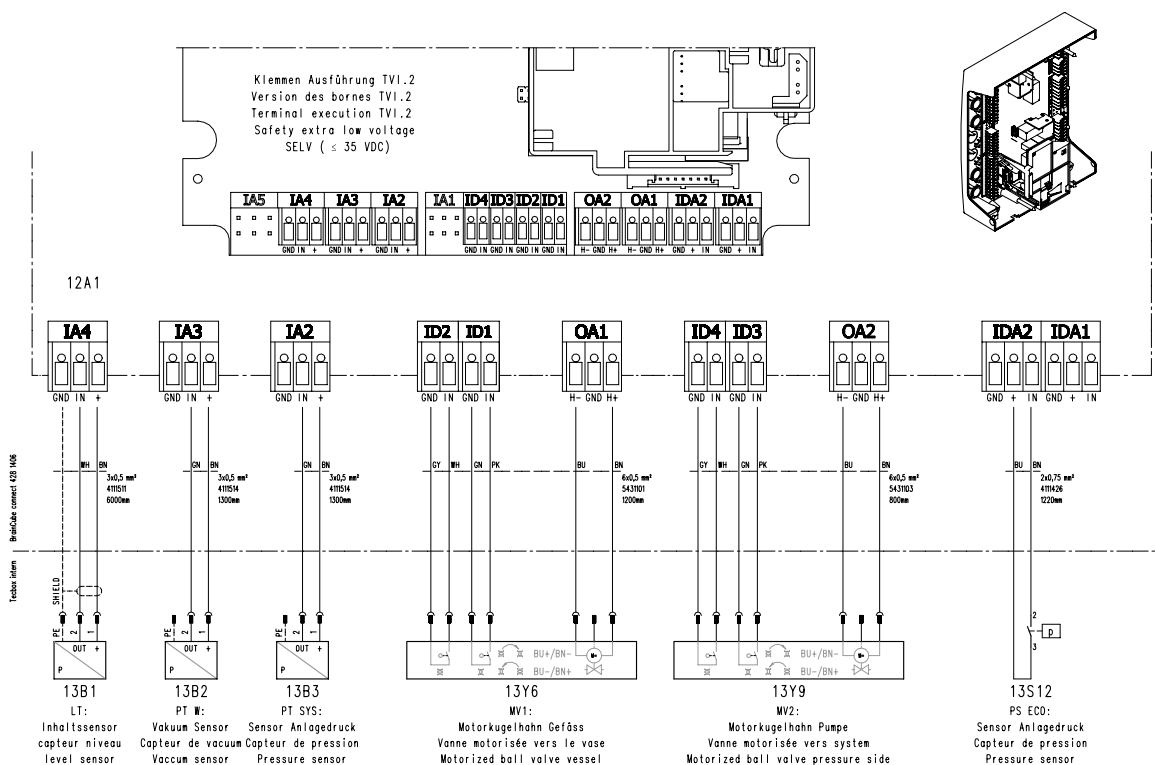 Klemmen Ausführung TV1.2
Version des bornes TV1.2
Terminal execution TV1.2
Safety extra low voltage
SELV ( ≤ 35 VDC)
IA5 IA4 IA3 IA2 IA1 ID4 ID3 ID2 ID1 OA2 OA1 IDA2 IDA1
GND IN + GND IN + GND IN + GND IN GND IN GND IN GND IN H- GND H+ H- GND H+ GND + IN GND + IN
12A1
IA4 IA3 IA2 ID2 ID1 OA1 ID4 ID3 OA2 IDA2 IDA1
GND IN + GND IN + GND IN + GND IN GND IN H- GND H+ GND IN GND IN H- GND H+ GND + IN GND + IN
WH BN GN BN GN BN GY WH GN PK BU BN GY WH GN PK BU BN BU BN
3x0,5 mm² 3x0,5 mm² 3x0,5 mm² 6x0,5 mm² 6x0,5 mm² 2x0,75 mm²
4111511 4111514 4111514 5431101 5431103 4111426
6000mm 1300mm 1300mm 1200mm 800mm 1220mm
BrainCube connect 428 1406
Tecbox intern
SHIELD
PE 2 1 PE 2 1 PE 2 1 2
p
3
OUT + OUT + OUT + M~ BU+/BN- M~ BU+/BN-
P P P BU-/BN+ BU-/BN+
13B1 13B2 13B3 13Y6 13Y9 13S12
LT: PT W: PT SYS: MV1: MV2: PS ECO:
Inhaltssensor Vakuum Sensor Sensor Anlagedruck Motorkugelhahn Gefäss Motorkugelhahn Pumpe Sensor Anlagedruck
capteur niveau Capteur de vacuum Capteur de pression Vanne motorisée vers le vase Vanne motorisée vers system Capteur de pression
level sensor Vaccum sensor Pressure sensor Motorized ball valve vessel Motorized ball valve pressure side Pressure sensor